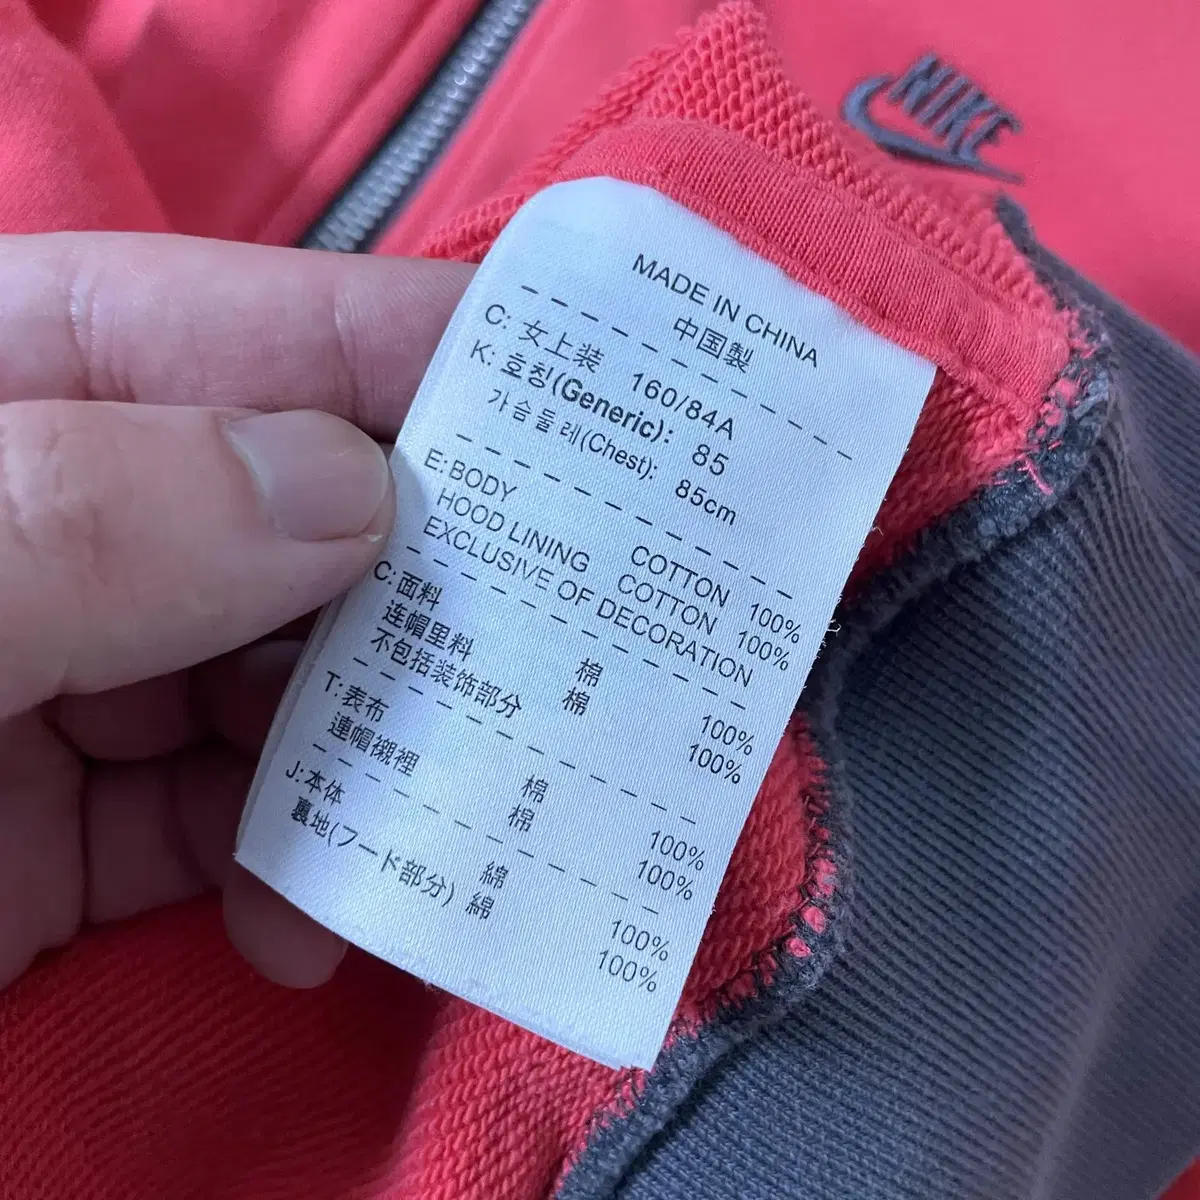 NIKE
MADE IN CHINA
中国製
C: 女上装 160/84A
K: 호칭(Generic): 85
가슴둘레(Chest): 85cm
E: BODY COTTON 100%
HOOD LINING COTTON 100%
EXCLUSIVE OF DECORATION
C: 面料 棉 100%
连帽里料 棉 100%
不包括装饰部分
T: 表布 棉 100%
連帽襯裡 棉 100%
J: 本体 綿 100%
裏地(フード部分) 綿 100%